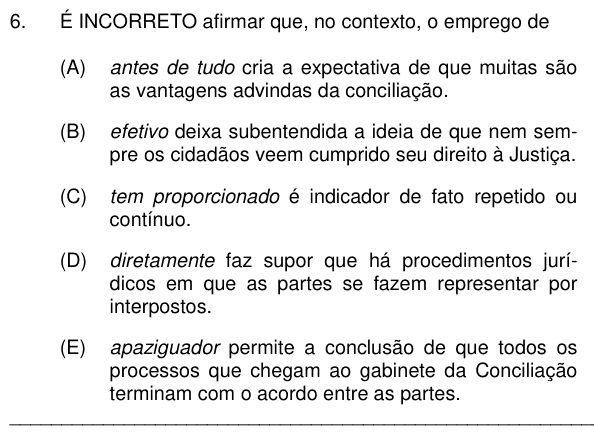 6. É INCORRETO afirmar que, no contexto, o emprego de
(A) antes de tudo cria a expectativa de que muitas são
as vantagens advindas da conciliação.
(B) efetivo deixa subentendida a ideia de que nem sem-
pre os cidadãos veem cumprido seu direito à Justiça.
(C) tem proporcionado é indicador de fato repetido ou
contínuo.
(D) diretamente faz supor que há procedimentos jurí-
dicos em que as partes se fazem representar por
interpostos.
(E) apaziguador permite a conclusão de que todos os
processos que chegam ao gabinete da Conciliação
terminam com o acordo entre as partes.